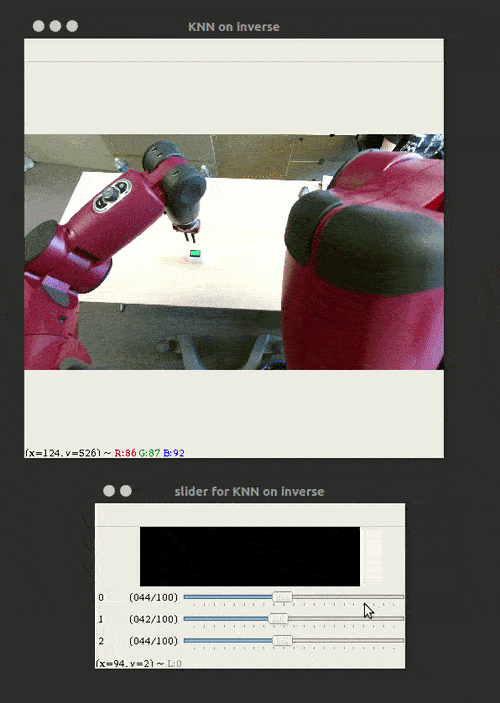 KNN on inverse
(x=124, y=526) ~ R:86 G:87 B:92
slider for KNN on inverse
0 (044/100)
1 (042/100)
2 (044/100)
(x=94, y=2) ~ L:0